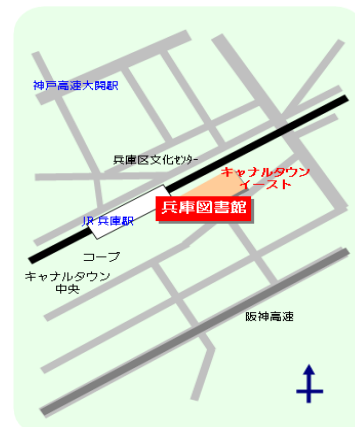 神戸高速大開駅
兵庫区文化センター
キャナルタウン
イースト
兵庫図書館
JR 兵庫駅
コープ
キャナルタウン
中央
阪神高速